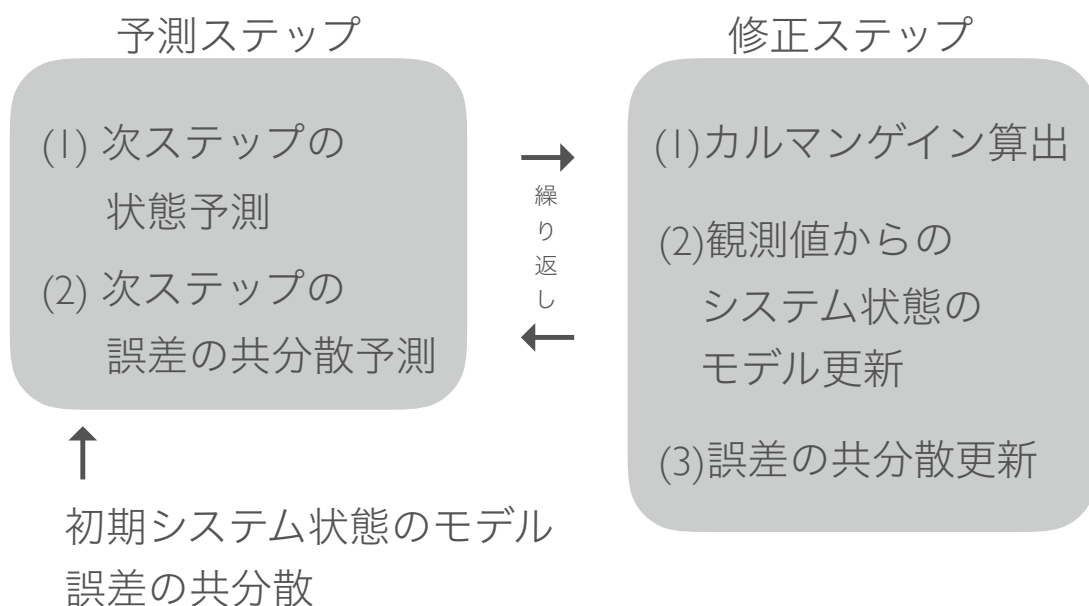 予測ステップ
(1) 次ステップの
状態予測
(2) 次ステップの
誤差の共分散予測
繰り返し
修正ステップ
(1)カルマンゲイン算出
(2)観測値からの
システム状態の
モデル更新
(3)誤差の共分散更新
初期システム状態のモデル
誤差の共分散